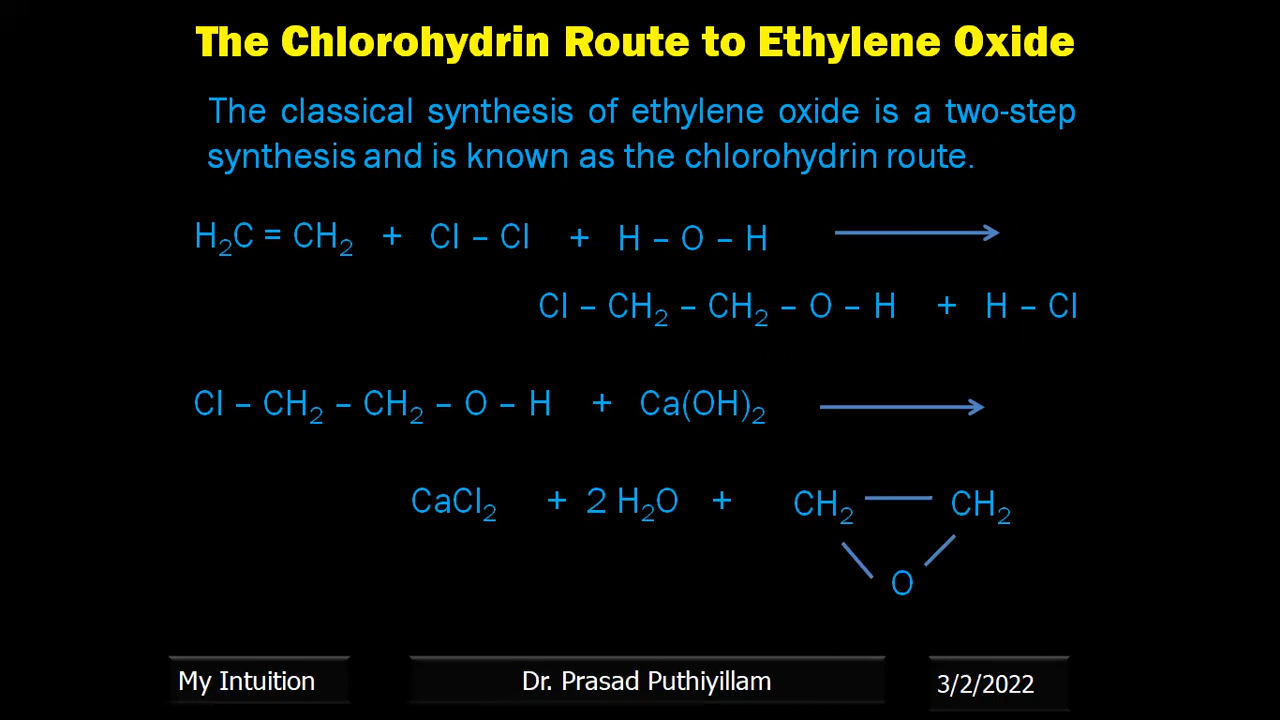 The Chlorohydrin Route to Ethylene Oxide
The classical synthesis of ethylene oxide is a two-step
synthesis and is known as the chlorohydrin route.
H₂C = CH₂ + Cl – Cl + H – O – H ⟶
Cl – CH₂ – CH₂ – O – H + H – Cl
Cl – CH₂ – CH₂ – O – H + Ca(OH)₂ ⟶
CaCl₂ + 2 H₂O + CH₂ — CH₂
O
My Intuition
Dr. Prasad Puthiyillam
3/2/2022